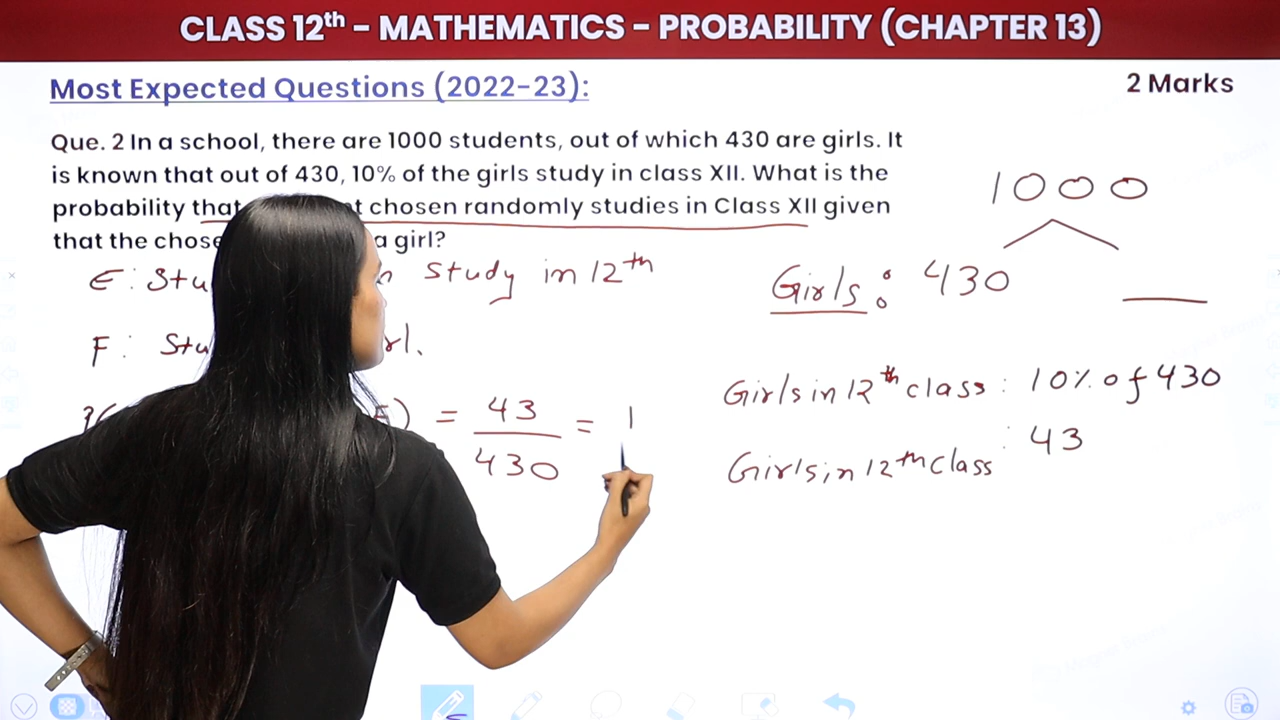 CLASS 12th - MATHEMATICS - PROBABILITY (CHAPTER 13)
Most Expected Questions (2022-23):
2 Marks
Que. 2 In a school, there are 1000 students, out of which 430 are girls. It
is known that out of 430, 10% of the girls study in class XII. What is the
probability that chosen randomly studies in Class XII given
that the a girl?
1000
E: study in 12th
Girls: 430
F:
Girls in 12th class: 10% of 430
= 43/430 = 1
Girls in 12th Class : 43